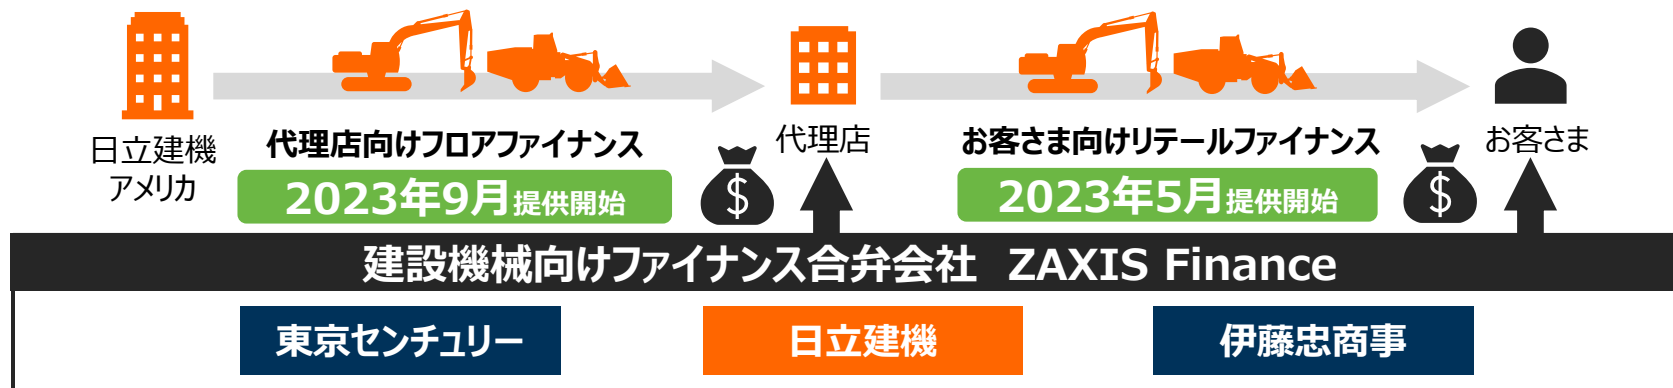 日立建機
アメリカ
代理店向けフロアファイナンス
2023年9月提供開始
$
代理店
お客さま向けリテールファイナンス
2023年5月提供開始
$
お客さま
建設機械向けファイナンス合弁会社 ZAXIS Finance
東京センチュリー
日立建機
伊藤忠商事